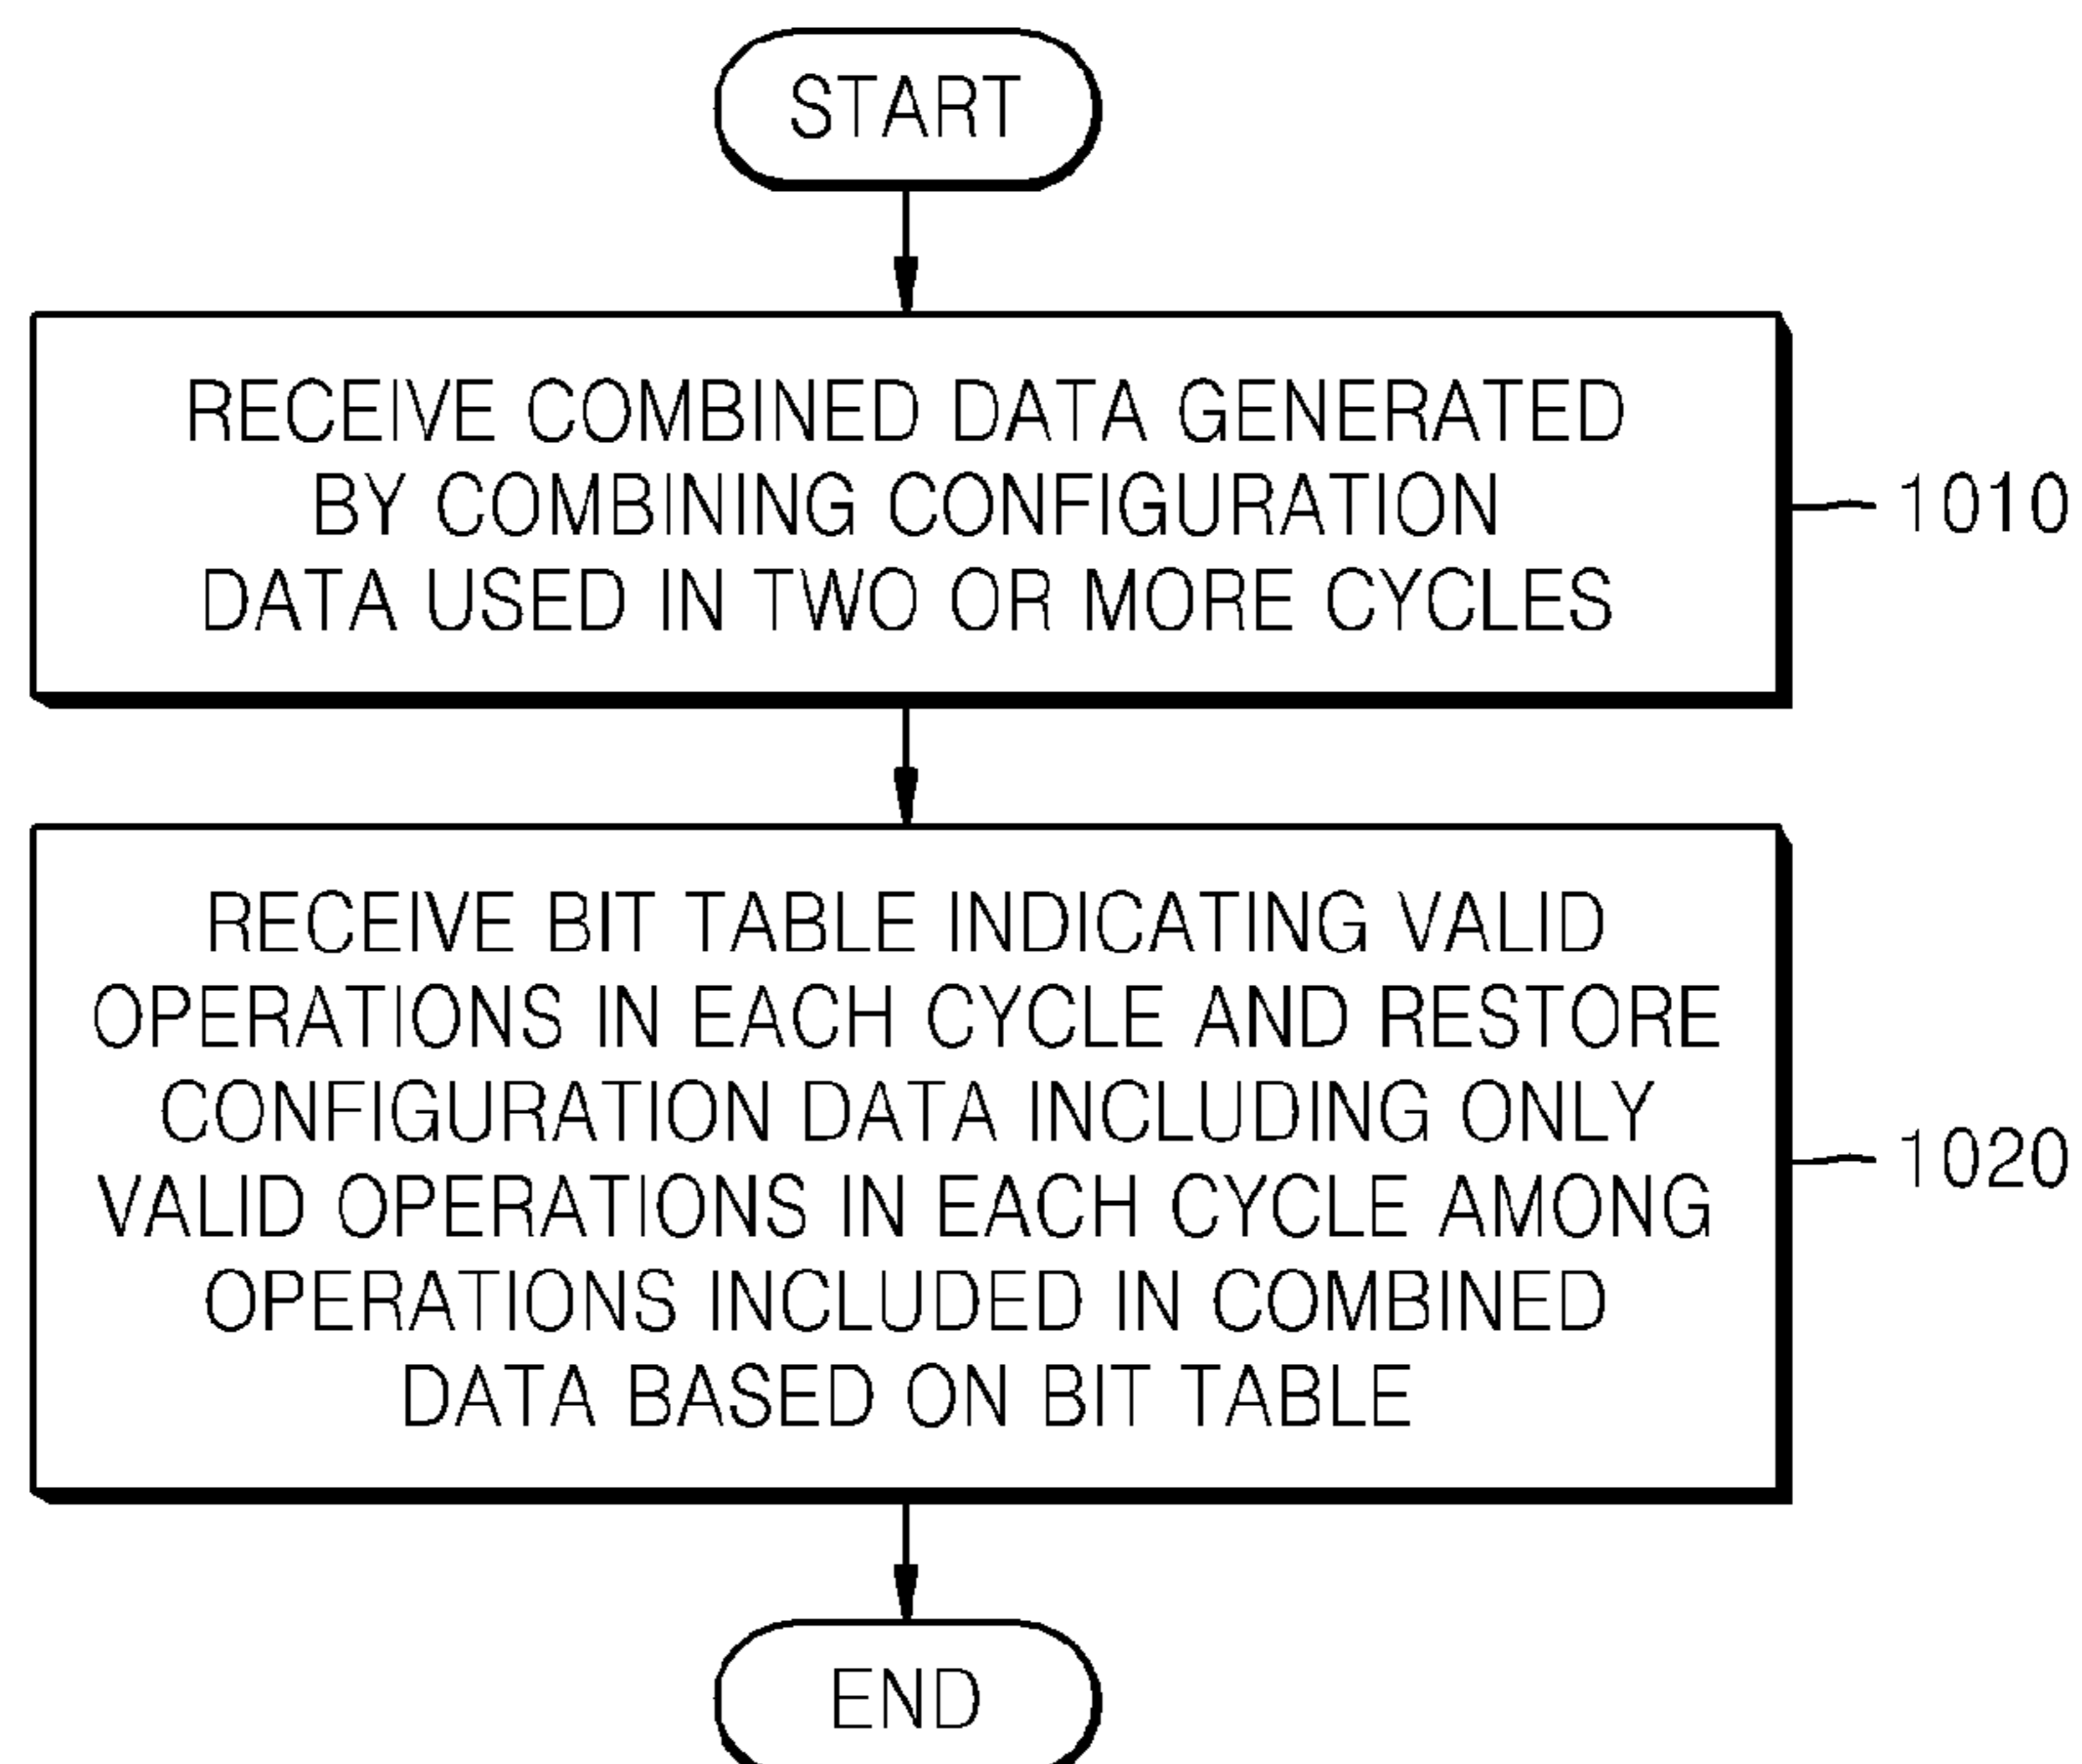 START
RECEIVE COMBINED DATA GENERATED
BY COMBINING CONFIGURATION
DATA USED IN TWO OR MORE CYCLES
1010
RECEIVE BIT TABLE INDICATING VALID
OPERATIONS IN EACH CYCLE AND RESTORE
CONFIGURATION DATA INCLUDING ONLY
VALID OPERATIONS IN EACH CYCLE AMONG
OPERATIONS INCLUDED IN COMBINED
DATA BASED ON BIT TABLE
1020
END